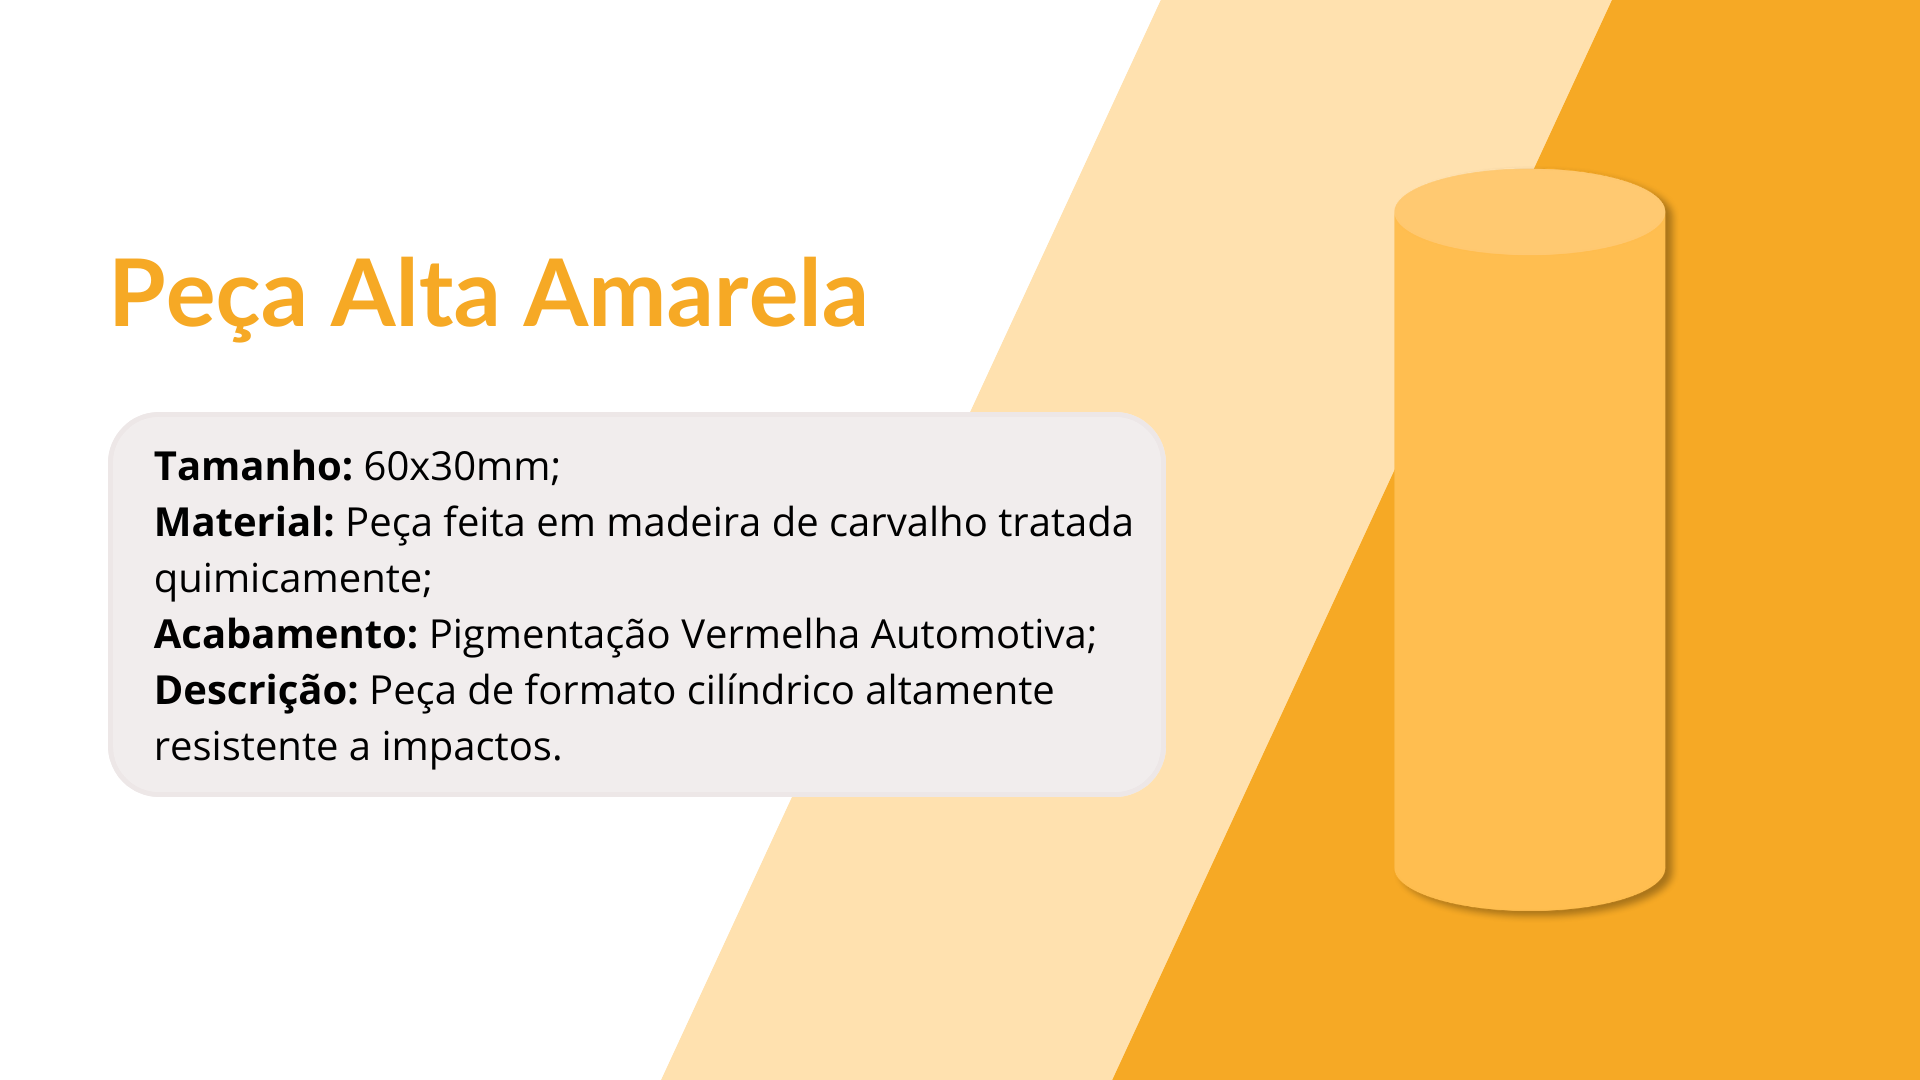 Peça Alta Amarela
Tamanho: 60x30mm;
Material: Peça feita em madeira de carvalho tratada
quimicamente;
Acabamento: Pigmentação Vermelha Automotiva;
Descrição: Peça de formato cilíndrico altamente
resistente a impactos.